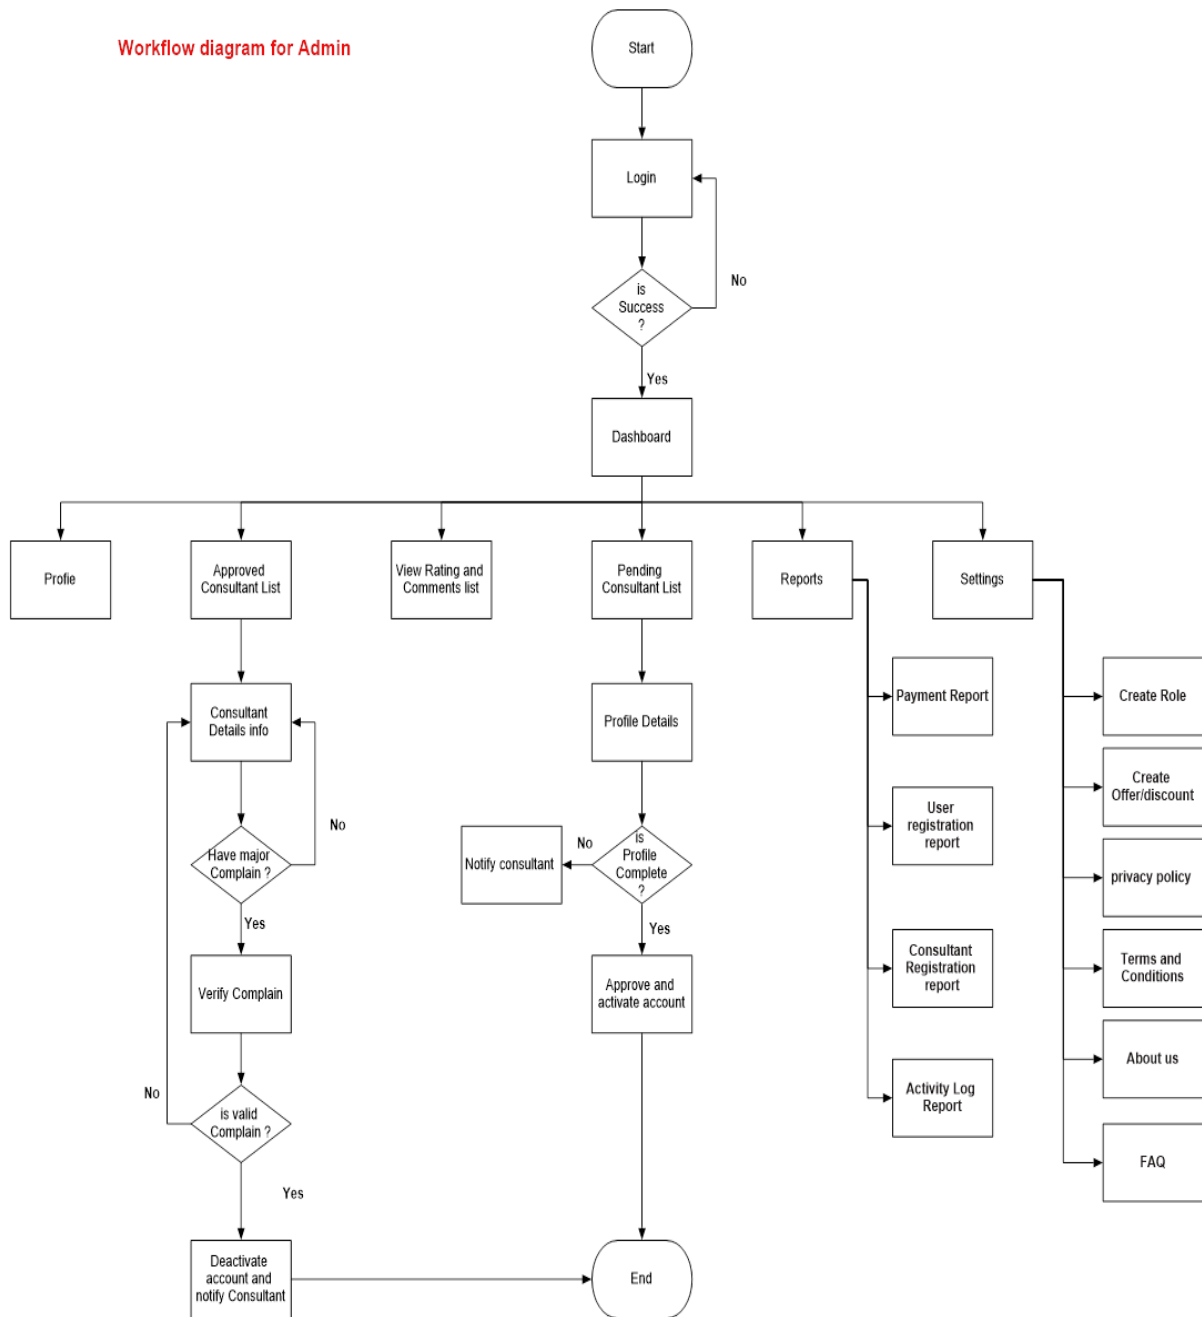 Workflow diagram for Admin
Start
Login
No
is
Success
?
Yes
Dashboard
Profie
Approved
Consultant List
View Rating and
Comments list
Pending
Consultant List
Reports
Settings
Consultant
Details info
Profile Details
Payment Report
Create Role
Create
Offer/discount
No
Have major
Complain ?
Notify consultant
No
is
Profile
Complete
?
User
registration
report
privacy policy
Yes
Yes
Verify Complain
Approve and
activate account
Consultant
Registration
report
Terms and
Conditions
About us
No
is valid
Complain ?
Activity Log
Report
FAQ
Yes
Deactivate
account and
notify Consultant
End